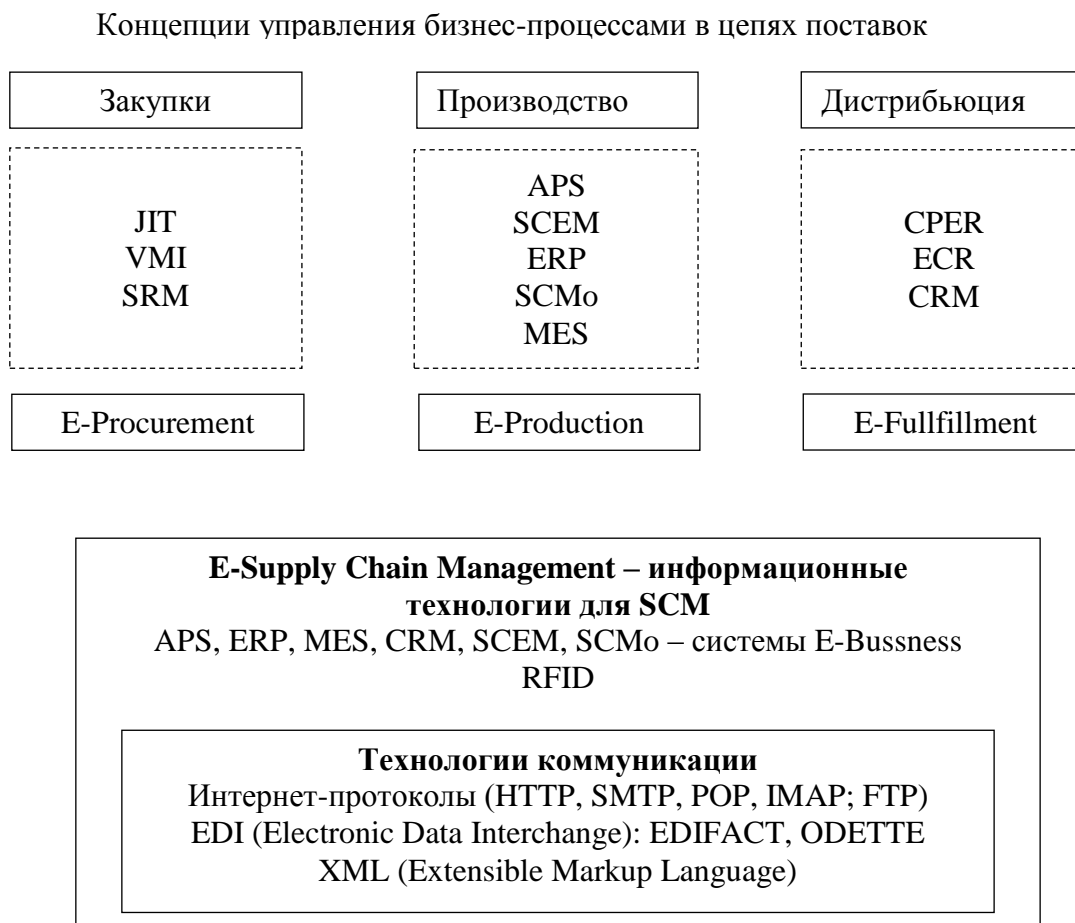 Концепции управления бизнес-процессами в цепях поставок
Закупки
Производство
Дистрибьюция
JIT
VMI
SRM
APS
SCEM
ERP
SCMo
MES
CPER
ECR
CRM
E-Procurement
E-Production
E-Fullfillment
E-Supply Chain Management – информационные
технологии для SCM
APS, ERP, MES, CRM, SCEM, SCMo – системы E-Bussness
RFID
Технологии коммуникации
Интернет-протоколы (HTTP, SMTP, POP, IMAP; FTP)
EDI (Electronic Data Interchange): EDIFACT, ODETTE
XML (Extensible Markup Language)